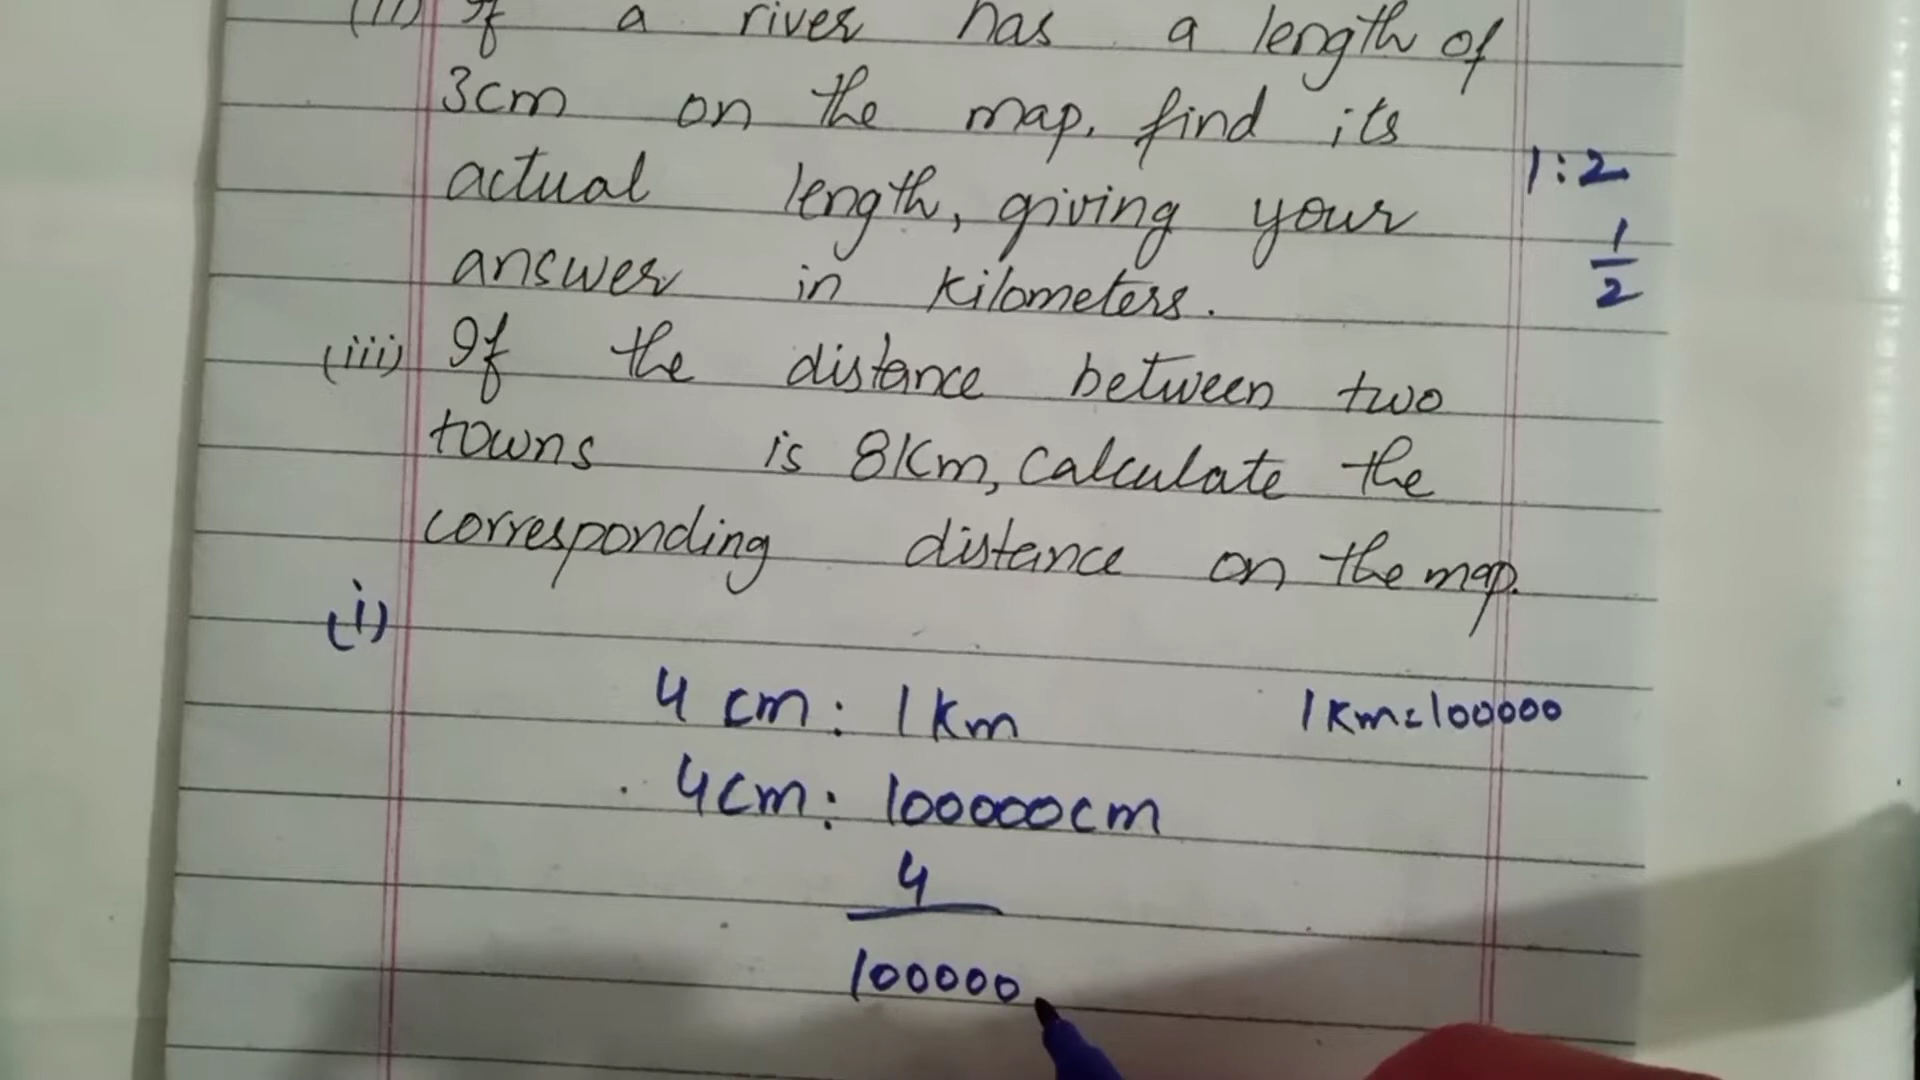 (ii) If a river has a length of
3cm on the map, find its
actual length, giving your
answer in kilometers.
1:2
1
2
(iii) If the distance between two
towns is 8Km, calculate the
corresponding distance on the map.
(i)
4 cm : 1 Km
1 Km = 100000
4cm : 100000cm
4
100000